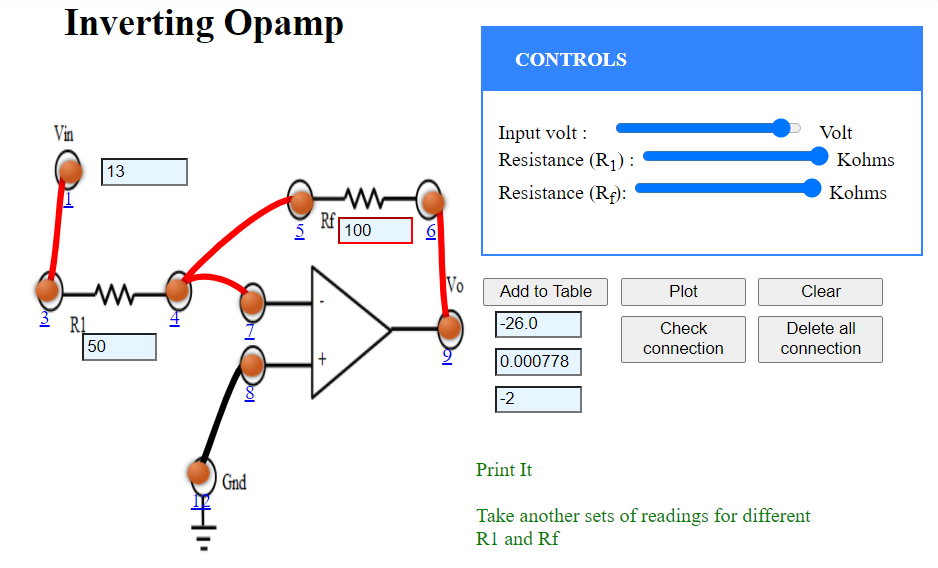 Inverting Opamp
CONTROLS
Input volt :
Volt
Resistance (R1) :
Kohms
Resistance (Rf):
Kohms
Vin
13
1
5
Rf
100
6
3
R1
50
4
7
-
+
8
Vo
9
12
Gnd
Add to Table
Plot
Clear
-26.0
Check
connection
Delete all
connection
0.000778
-2
Print It
Take another sets of readings for different
R1 and Rf